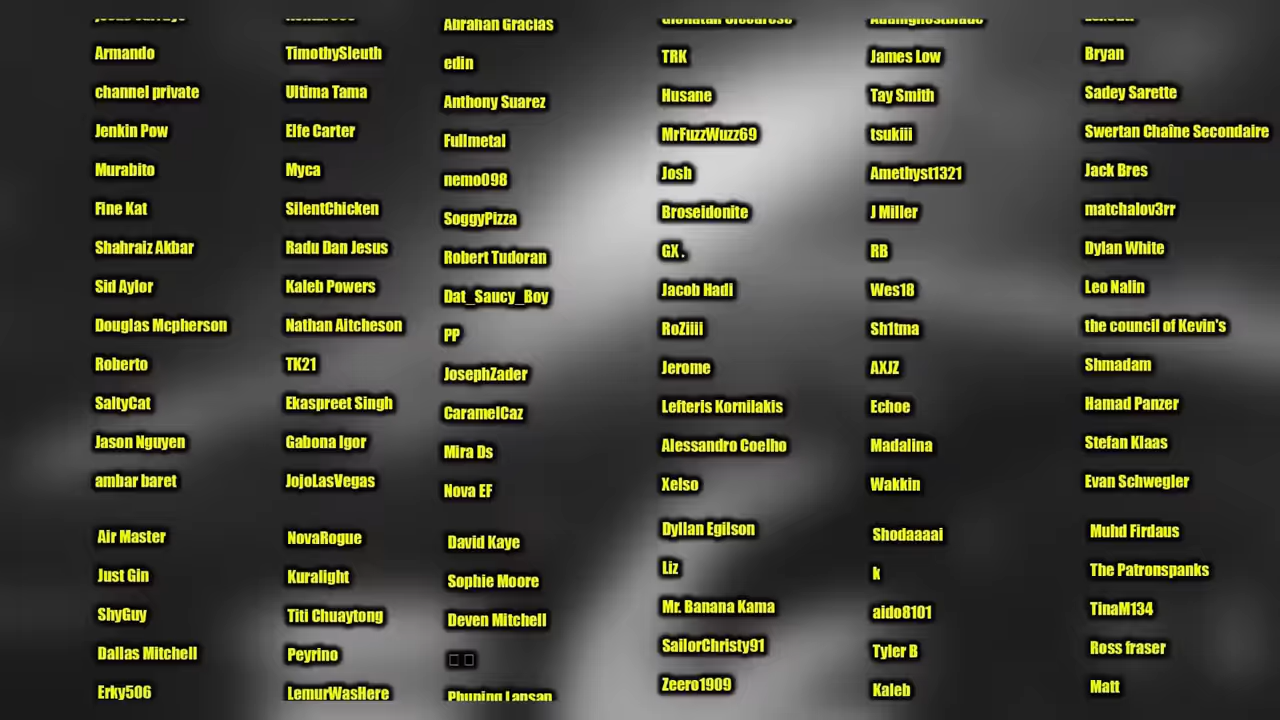 Armando
channel private
Jenkin Pow
Murabito
Fine Kat
Shahraiz Akbar
Sid Aylor
Douglas Mcpherson
Roberto
SaltyCat
Jason Nguyen
ambar baret
Air Master
Just Gin
ShyGuy
Dallas Mitchell
Erky506
TimothySleuth
Ultima Tama
Elfe Carter
Myca
SilentChicken
Radu Dan Jesus
Kaleb Powers
Nathan Aitcheson
TK21
Ekaspreet Singh
Gabona Igor
JojoLasVegas
NovaRogue
Kuralight
Titi Chuaytong
Peyrino
LemurWasHere
Abrahan Gracias
edin
Anthony Suarez
Fullmetal
nemo098
SoggyPizza
Robert Tudoran
Dat_Saucy_Boy
PP
JosephZader
CaramelCaz
Mira Ds
Nova EF
David Kaye
Sophie Moore
Deven Mitchell
TRK
Husane
MrFuzzWuzz69
Josh
Broseidonite
GX .
Jacob Hadi
RoZiiii
Jerome
Lefteris Kornilakis
Alessandro Coelho
Xelso
Dyllan Egilson
Liz
Mr. Banana Kama
SailorChristy91
Zeero1909
James Low
Tay Smith
tsukiii
Amethyst1321
J Miller
RB
Wes18
Sh1tma
AXJZ
Echoe
Madalina
Wakkin
Shodaaaai
k
aido8101
Tyler B
Kaleb
Bryan
Sadey Sarette
Swertan Chaîne Secondaire
Jack Bres
matchalov3rr
Dylan White
Leo Nalin
the council of Kevin's
Shmadam
Hamad Panzer
Stefan Klaas
Evan Schwegler
Muhd Firdaus
The Patronspanks
TinaM134
Ross fraser
Matt